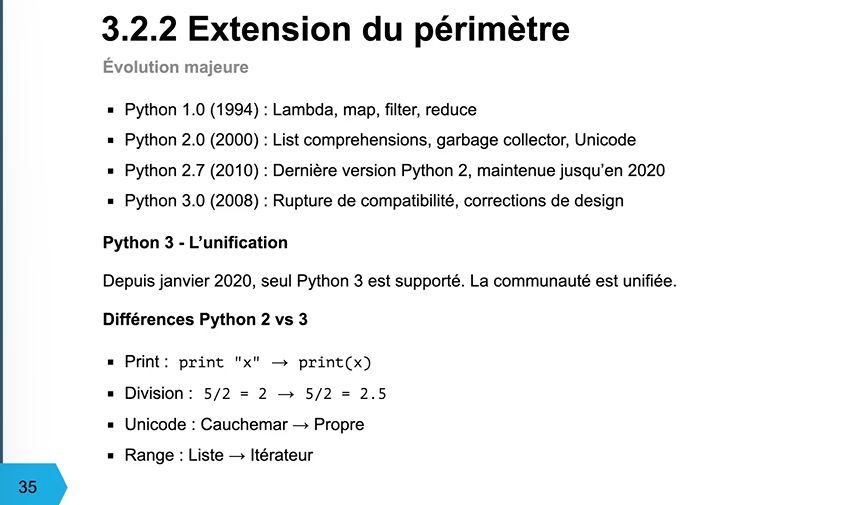 3.2.2 Extension du périmètre
Évolution majeure
▪ Python 1.0 (1994) : Lambda, map, filter, reduce
▪ Python 2.0 (2000) : List comprehensions, garbage collector, Unicode
▪ Python 2.7 (2010) : Dernière version Python 2, maintenue jusqu’en 2020
▪ Python 3.0 (2008) : Rupture de compatibilité, corrections de design
Python 3 - L’unification
Depuis janvier 2020, seul Python 3 est supporté. La communauté est unifiée.
Différences Python 2 vs 3
▪ Print : print "x" → print(x)
▪ Division : 5/2 = 2 → 5/2 = 2.5
▪ Unicode : Cauchemar → Propre
▪ Range : Liste → Itérateur
35